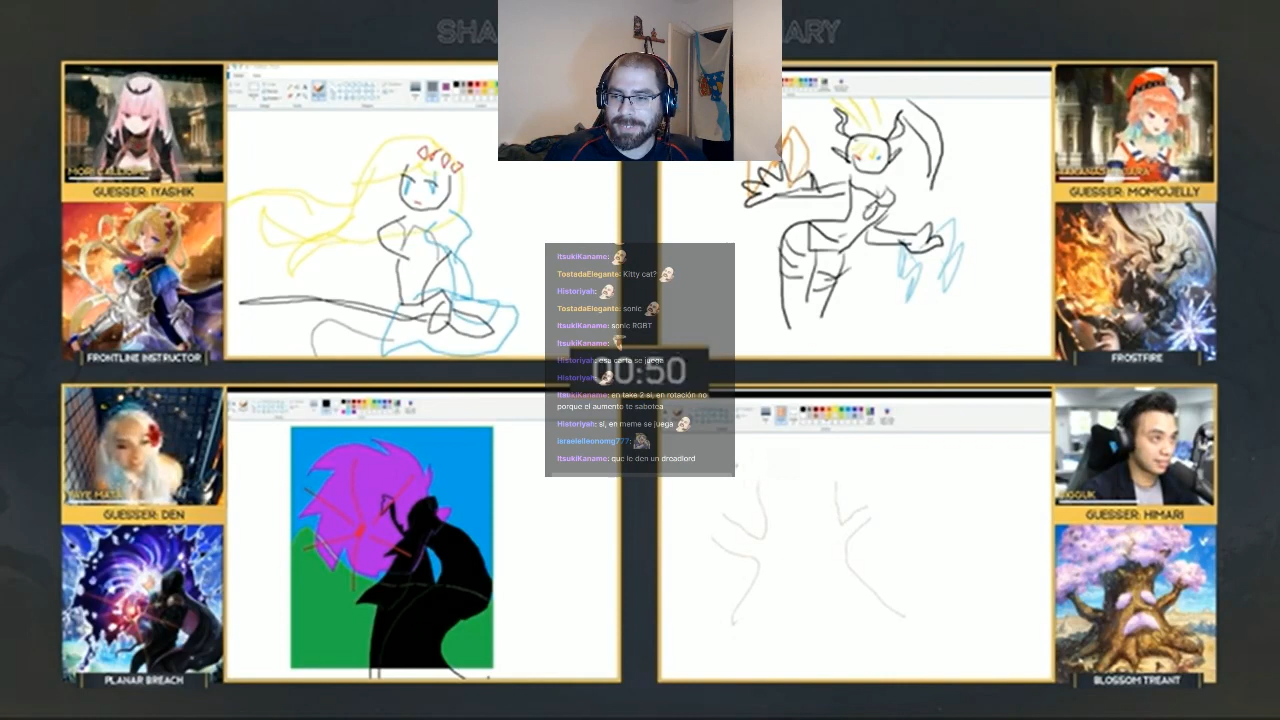 SHA
ARY
MORI CALLIOPE
GUESSER: IYASHIK
FRONTLINE INSTRUCTOR
GUESSER: MOMOJELLY
FROSTFIRE
ItsukiKaname:
TostadaElegante: Kitty cat?
Historiyah:
TostadaElegante: sonic
ItsukiKaname: sonic RGBT
ItsukiKaname:
Historiyah: esa carta se juega
Historiyah:
00:50
ItsukiKaname: en take 2 si, en rotación no
porque el aumento te sabotea
Historiyah: si, en meme se juega
israelelleonomg777:
ItsukiKaname: que le den un dreadlord
GUESSER: DEN
PLANAR BREACH
GUESSER: HIMARI
BLOSSOM TREANT